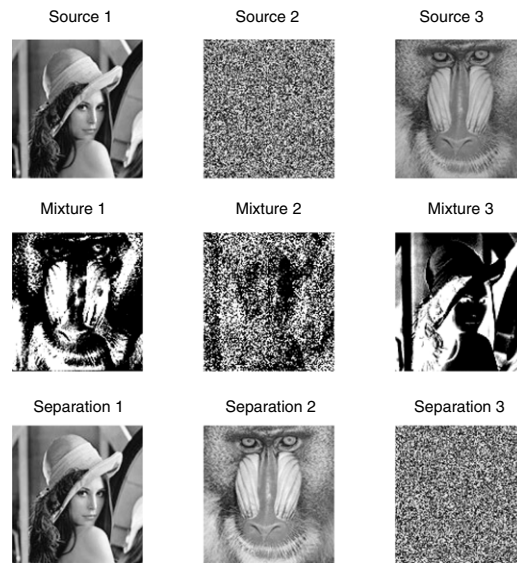 Source 1
Source 2
Source 3
Mixture 1
Mixture 2
Mixture 3
Separation 1
Separation 2
Separation 3